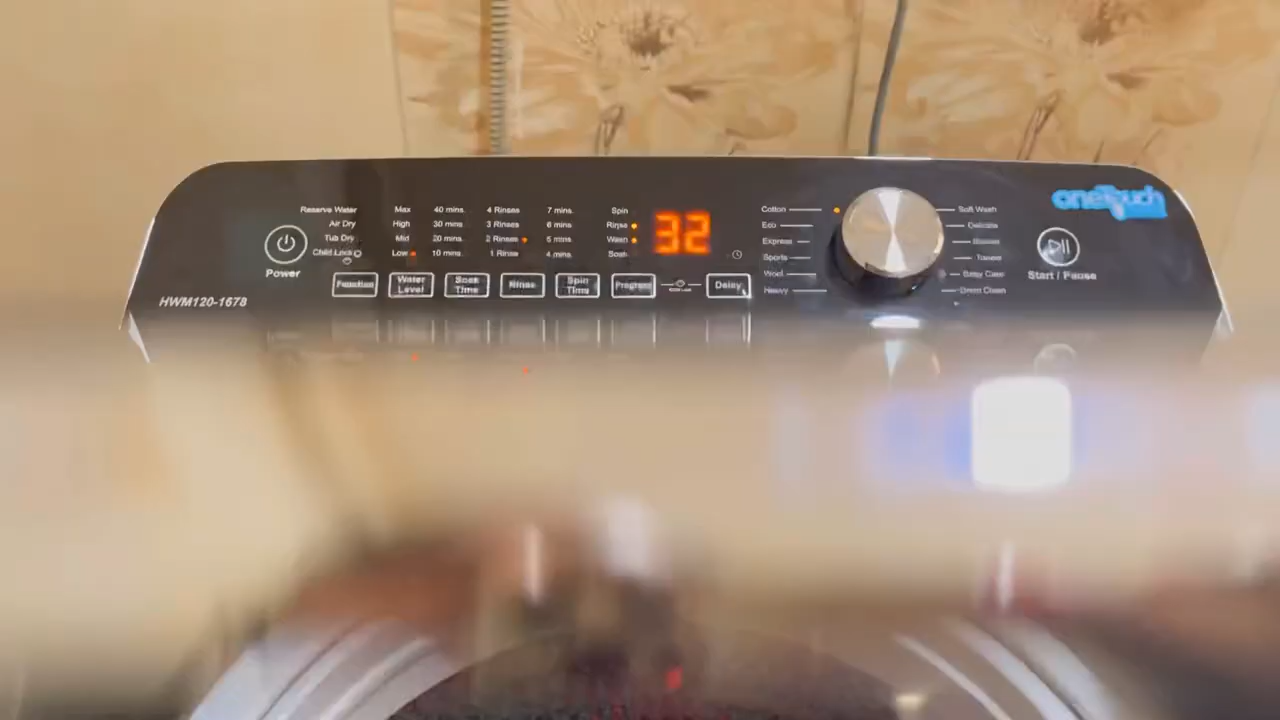 Reserve Water
Air Dry
Tub Dry
Child Lock
Max
High
Mid
Low
40 mins
30 mins
20 mins
10 mins
4 Rinses
3 Rinses
2 Rinses
1 Rinse
7 mins
6 mins
5 mins
4 mins
Spin
Rinse
Wash
Soak
32
Cotton
Eco
Express
Sports
Wool
Heavy
Soft Wash
Delicate
Easy Care
Drum Clean
oneTouch
Power
Start / Pause
Function
Water
Level
Soak
Time
Rinse
Spin
Time
Program
Delay
HWM120-1678